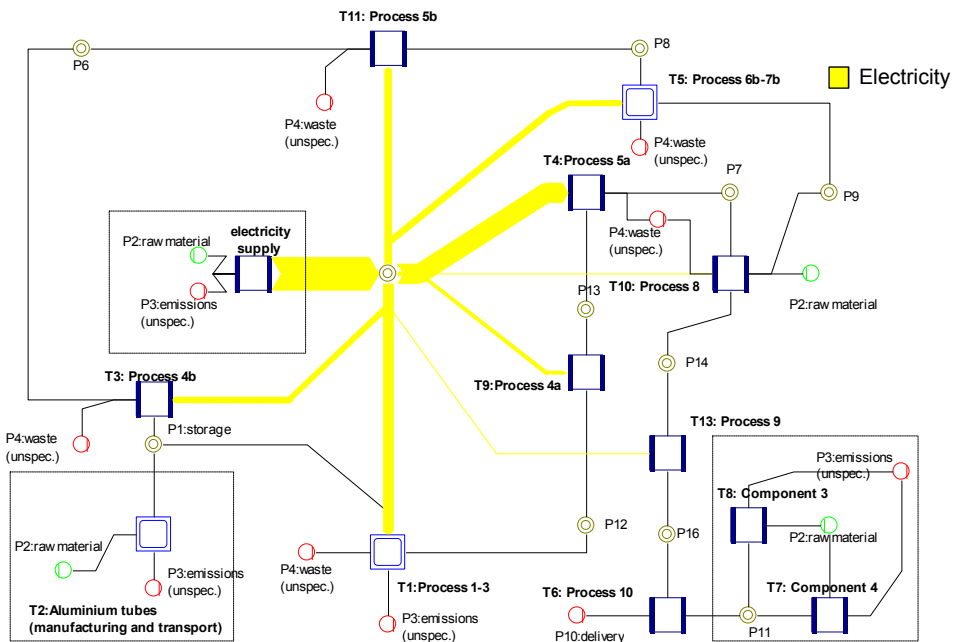 T11: Process 5b
P6
P8
T5: Process 6b-7b
Electricity
P4:waste
(unspec.)
P4:waste
(unspec.)
T4:Process 5a
P7
P9
P2:raw material
electricity
supply
P4:waste
(unspec.)
P3:emissions
(unspec.)
T10: Process 8
P2:raw material
P13
T3: Process 4b
T9:Process 4a
P14
P4:waste
(unspec.)
P1:storage
T13: Process 9
P3:emissions
(unspec.)
T8: Component 3
P2:raw material
P12
P16
P2:raw material
P3:emissions
(unspec.)
P4:waste
(unspec.)
T1:Process 1-3
T6: Process 10
T7: Component 4
T2:Aluminium tubes
(manufacturing and transport)
P3:emissions
(unspec.)
P10:delivery
P11